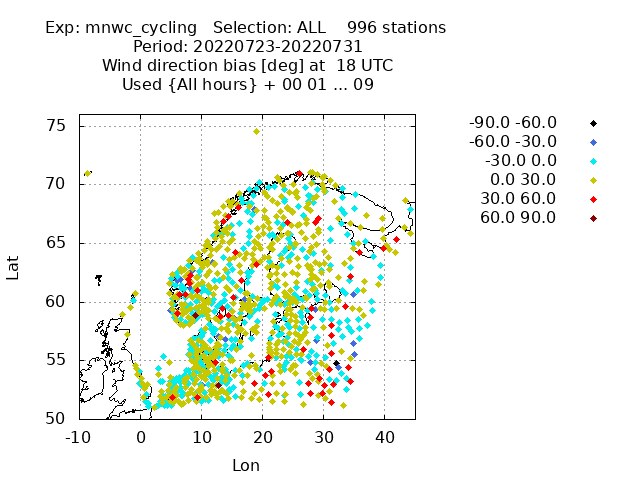 Exp: mnwc_cycling   Selection: ALL    996 stations
Period: 20220723-20220731
Wind direction bias [deg] at  18 UTC
Used {All hours} + 00 01 ... 09
-90.0 -60.0
-60.0 -30.0
-30.0 0.0
0.0 30.0
30.0 60.0
60.0 90.0
75
70
65
60
55
50
Lat
-10 0 10 20 30 40
Lon